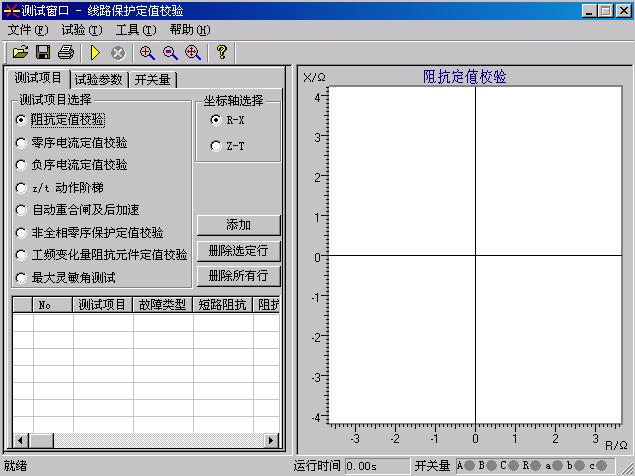 测试窗口 - 线路保护定值校验
文件(F) 试验(T) 工具(T) 帮助(H)
测试项目 试验参数 开关量
测试项目选择
阻抗定值校验
零序电流定值校验
负序电流定值校验
z/t 动作阶梯
自动重合闸及后加速
非全相零序保护定值校验
工频变化量阻抗元件定值校验
最大灵敏角测试
坐标轴选择
R-X
Z-T
添加
删除选定行
删除所有行
No 测试项目 故障类型 短路阻抗 阻抗
X/Ω 阻抗定值校验
4
3
2
1
0
-1
-2
-3
-4
-3 -2 -1 0 1 2 3
R/Ω
就绪 运行时间 0.00s 开关量 A B C R a b c